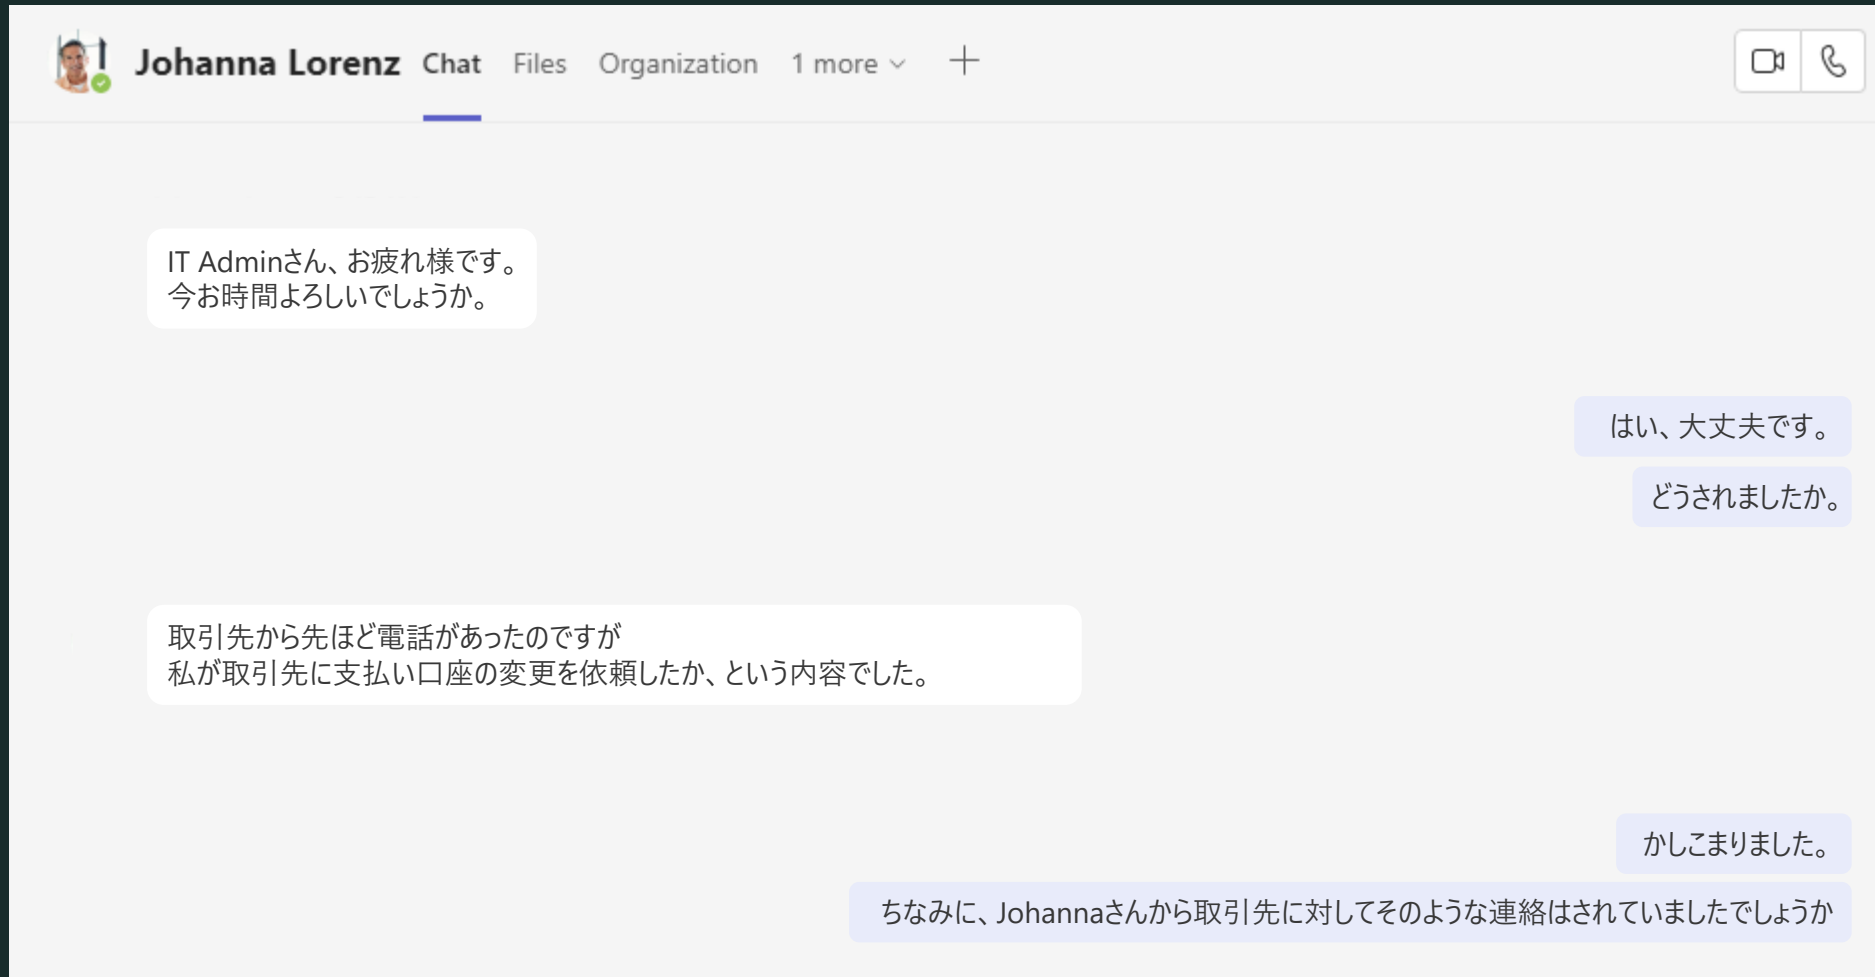 Johanna Lorenz Chat Files Organization 1 more
IT Adminさん、お疲れ様です。
今お時間よろしいでしょうか。
はい、大丈夫です。
どうされましたか。
取引先から先ほど電話があったのですが
私が取引先に支払い口座の変更を依頼したか、という内容でした。
かしこまりました。
ちなみに、Johannaさんから取引先に対してそのような連絡はされていましたでしょうか